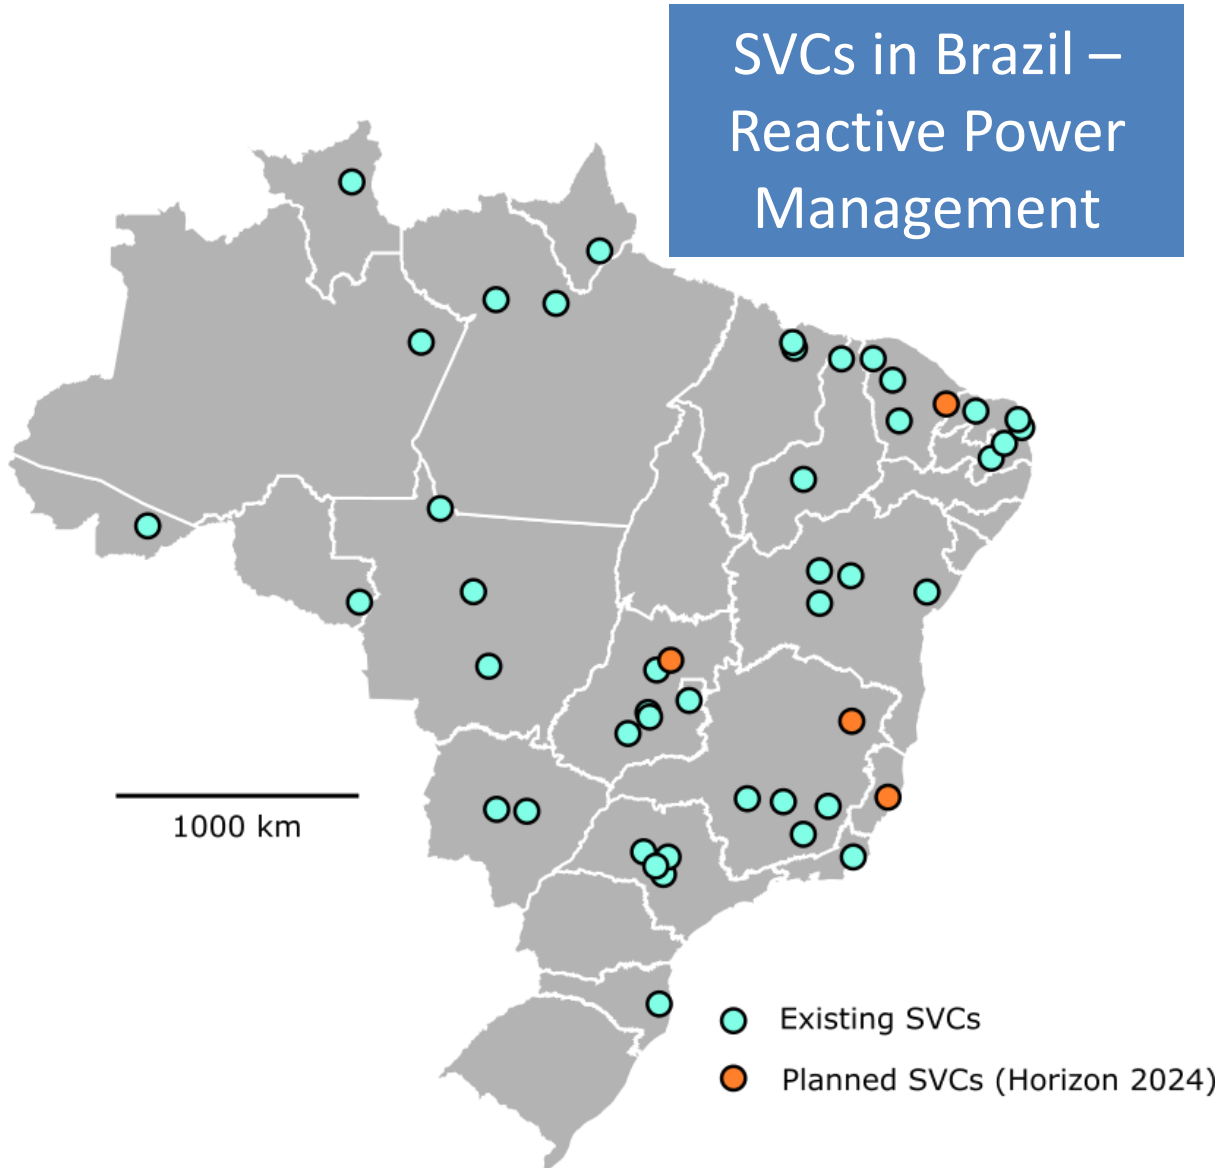 SVCs in Brazil –
Reactive Power
Management
1000 km
Existing SVCs
Planned SVCs (Horizon 2024)